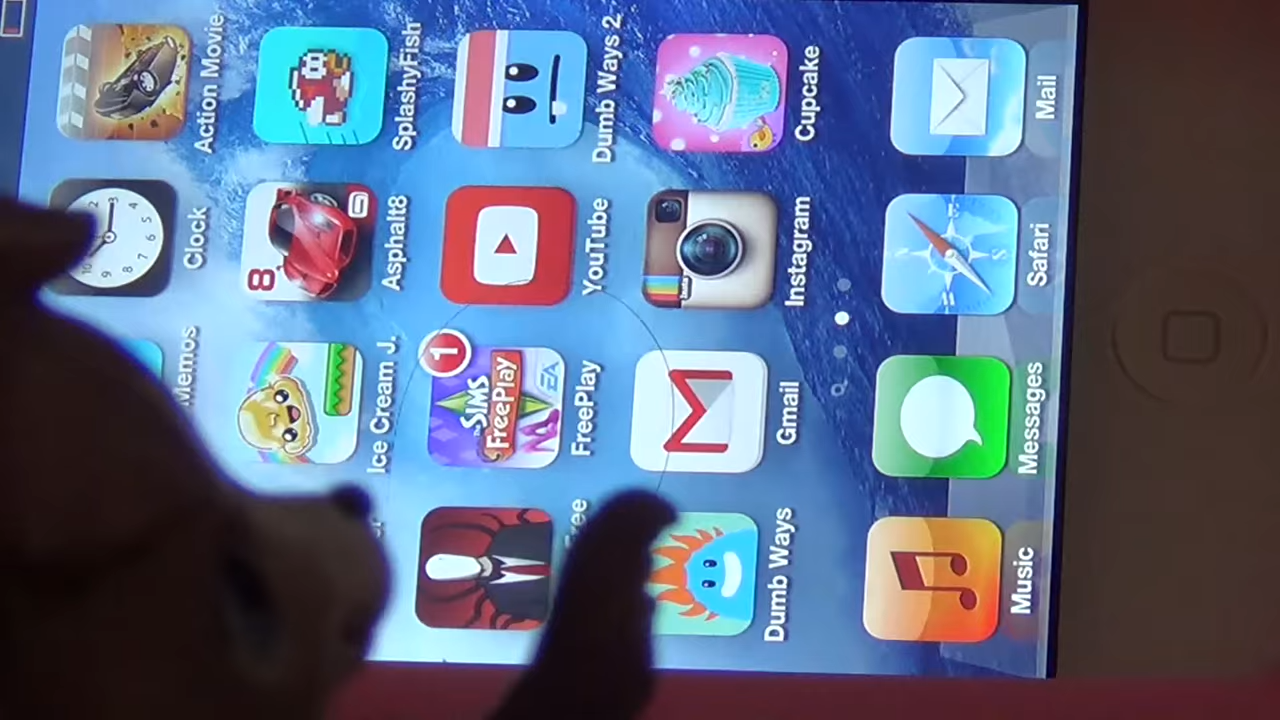 Memos Clock Action Movie
8
Ice Cream J. Asphalt8 SplashyFish
1
THE SIMS
FreePlay
EA
FreePlay YouTube Dumb Ways 2
Dumb Ways Gmail Instagram Cupcake
Music Messages Safari Mail